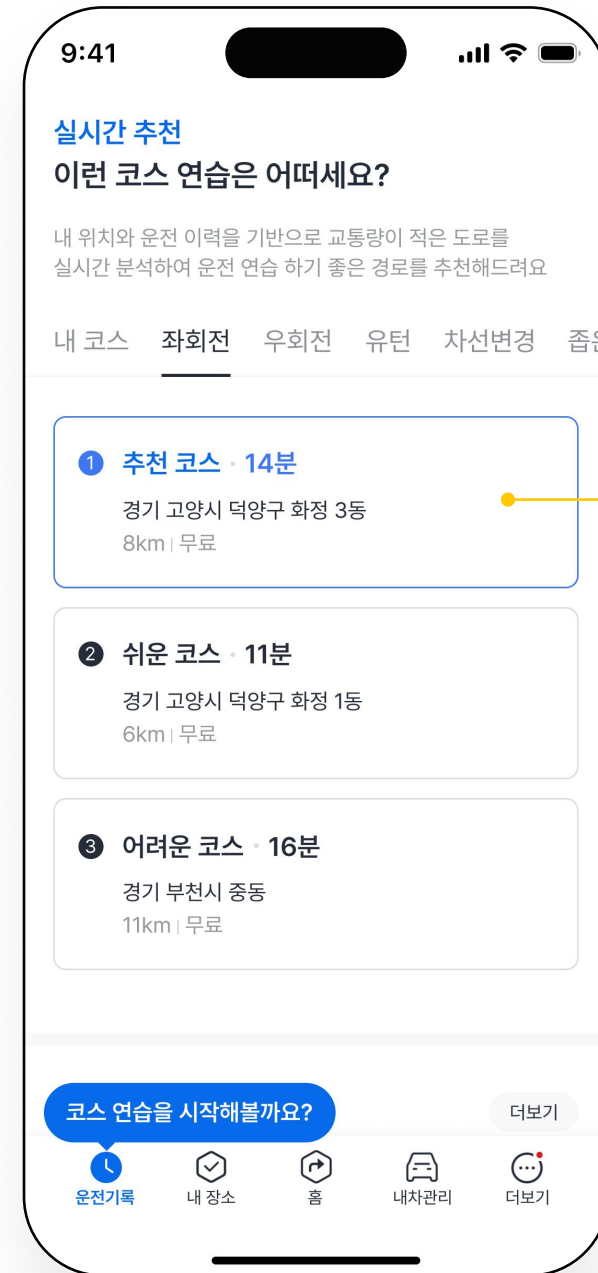 9:41
실시간 추천
이런 코스 연습은 어떠세요?
내 위치와 운전 이력을 기반으로 교통량이 적은 도로를
실시간 분석하여 운전 연습 하기 좋은 경로를 추천해드려요
내 코스 좌회전 우회전 유턴 차선변경 좁은
1 추천 코스 · 14분
경기 고양시 덕양구 화정 3동
8km | 무료
2 쉬운 코스 · 11분
경기 고양시 덕양구 화정 1동
6km | 무료
3 어려운 코스 · 16분
경기 부천시 중동
11km | 무료
코스 연습을 시작해볼까요? 더보기
운전기록 내 장소 홈 내차관리 더보기